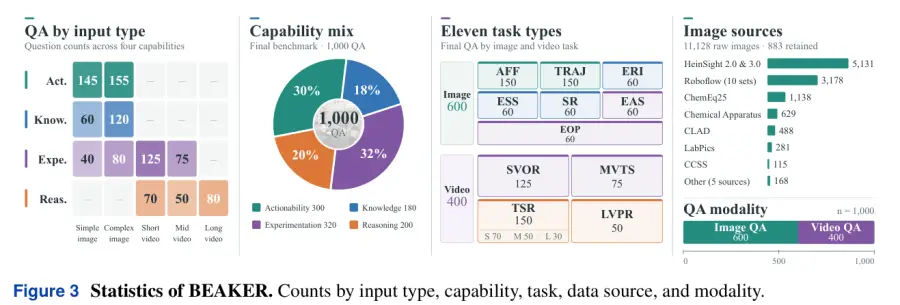 QA by input type
Question counts across four capabilities
Act. 145 155 – – –
Know. 60 120 – – –
Expe. 40 80 125 75 –
Reas. – – 70 50 80
Simple image
Complex image
Short video
Mid video
Long video
Capability mix
Final benchmark · 1,000 QA
30%
18%
1,000
QA
20%
32%
Actionability 300
Knowledge 180
Experimentation 320
Reasoning 200
Eleven task types
Final QA by image and video task
Image
600
AFF
150
TRAJ
150
ERI
60
ESS
60
SR
60
EAS
60
EOP
60
Video
400
SVOR
125
MVTS
75
TSR
150
S 70 M 50 L 30
LVPR
50
Image sources
11,128 raw images · 883 retained
HeinSight 2.0 & 3.0 5,131
Roboflow (10 sets) 3,178
ChemEq25 1,138
Chemical Apparatus 629
CLAD 488
LabPics 281
CCSS 115
Other (5 sources) 168
QA modality n = 1,000
Image QA
600
Video QA
400
0 500 1,000
Figure 3 Statistics of BEAKER. Counts by input type, capability, task, data source, and modality.